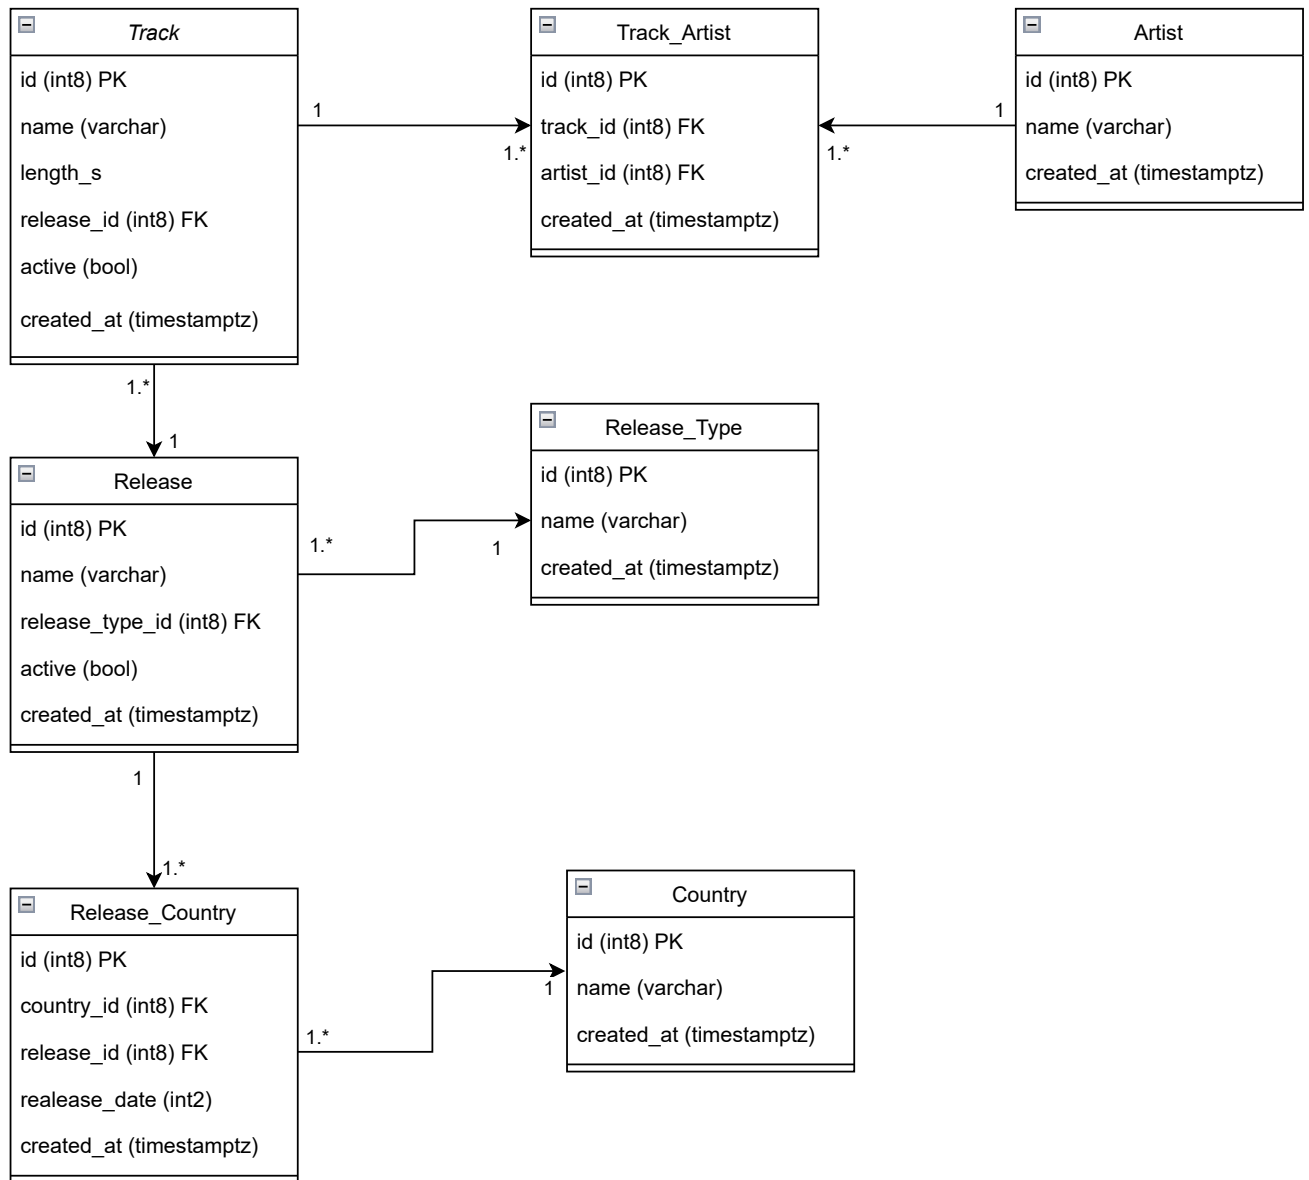 Track
id (int8) PK
name (varchar)
length_s
release_id (int8) FK
active (bool)
created_at (timestamptz)
1
1.*
Track_Artist
id (int8) PK
track_id (int8) FK
artist_id (int8) FK
created_at (timestamptz)
1
1.*
Artist
id (int8) PK
name (varchar)
created_at (timestamptz)
1.*
1
Release
id (int8) PK
name (varchar)
release_type_id (int8) FK
active (bool)
created_at (timestamptz)
1.*
1
Release_Type
id (int8) PK
name (varchar)
created_at (timestamptz)
1
1.*
Release_Country
id (int8) PK
country_id (int8) FK
release_id (int8) FK
realease_date (int2)
created_at (timestamptz)
1.*
1
Country
id (int8) PK
name (varchar)
created_at (timestamptz)